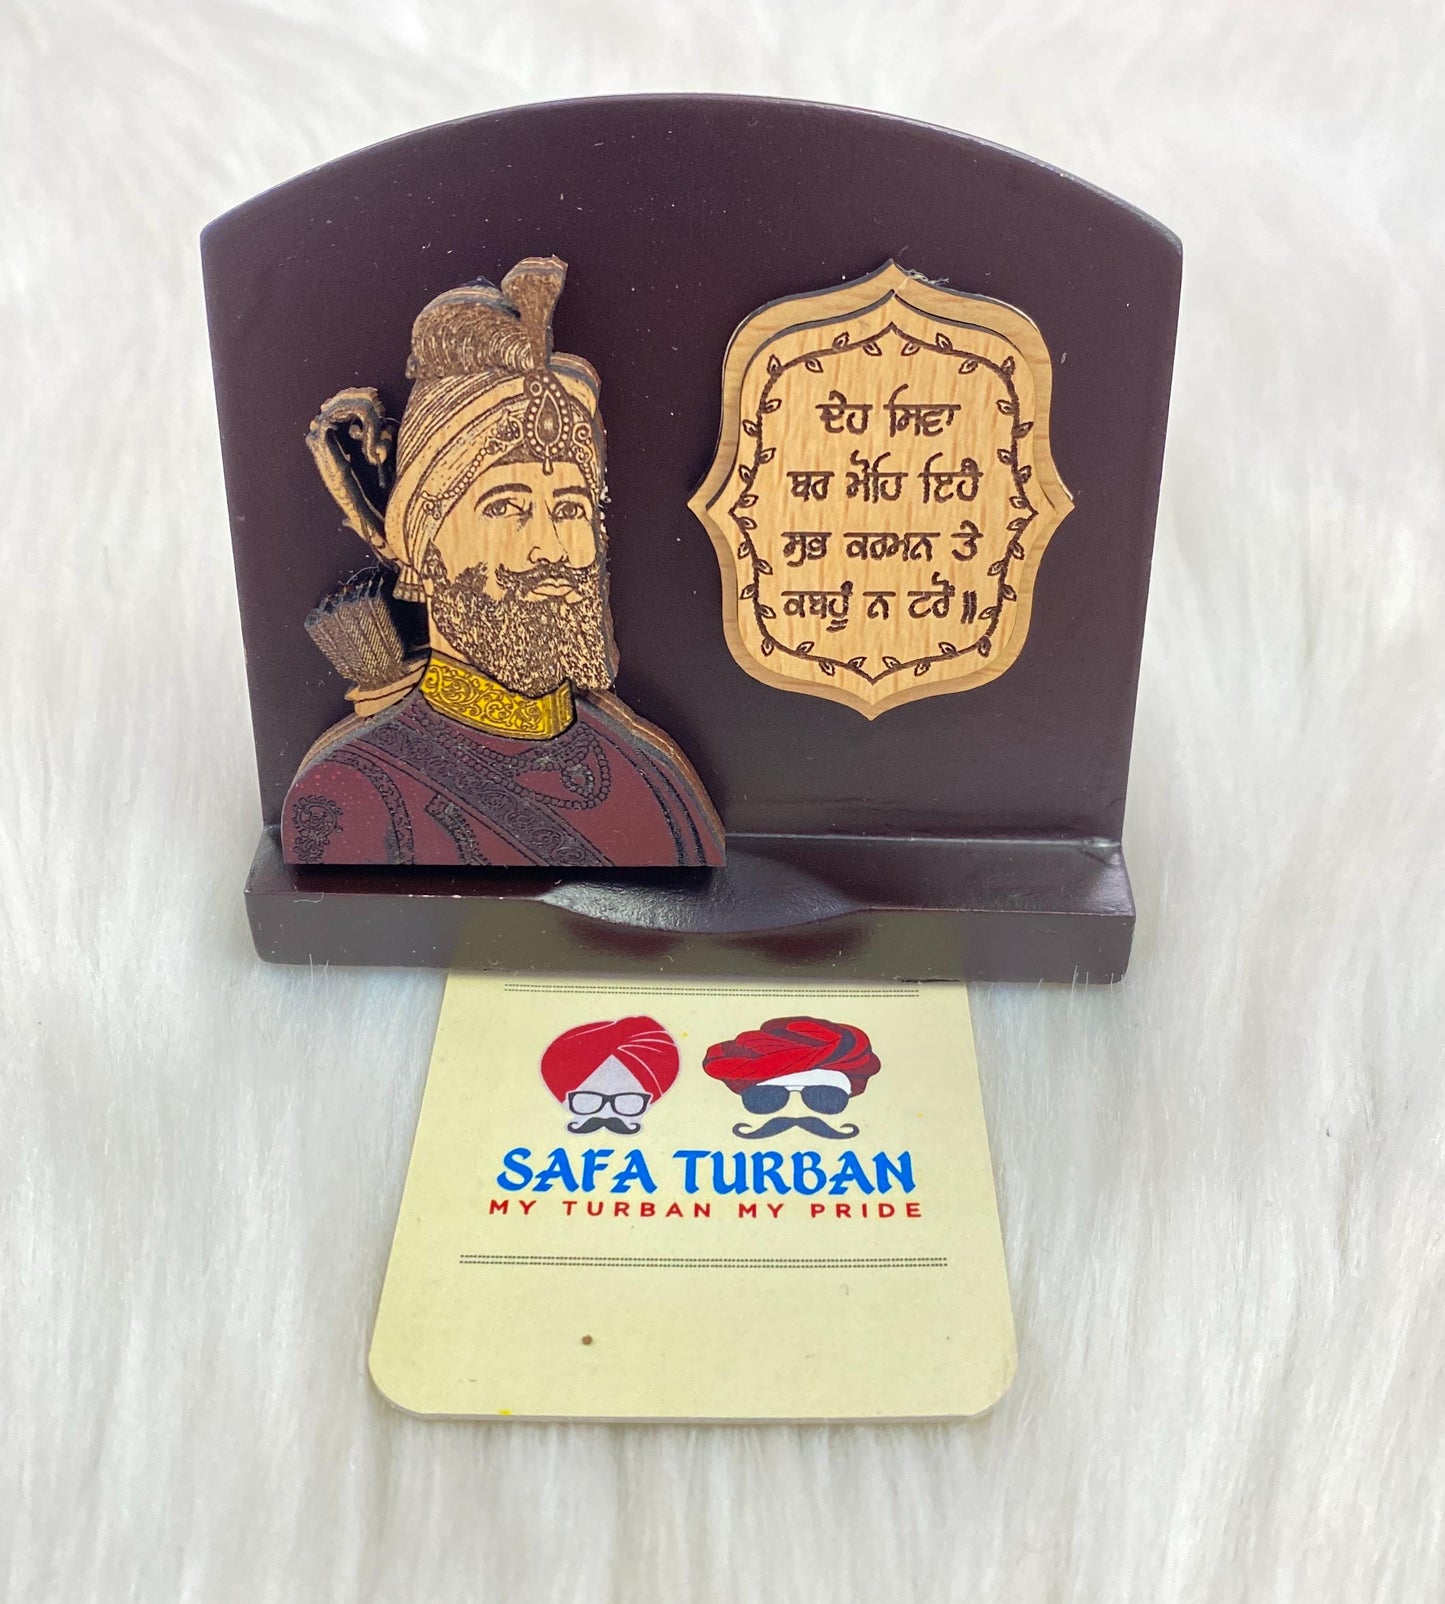 ਦੇਹ ਸਿਵਾ
ਬਰ ਮੋਹਿ ਇਹੈ
ਸੁਭ ਕਰਮਨ ਤੇ
ਕਬਹੂੰ ਨ ਟਰੋਂ॥
SAFA TURBAN
MY TURBAN MY PRIDE